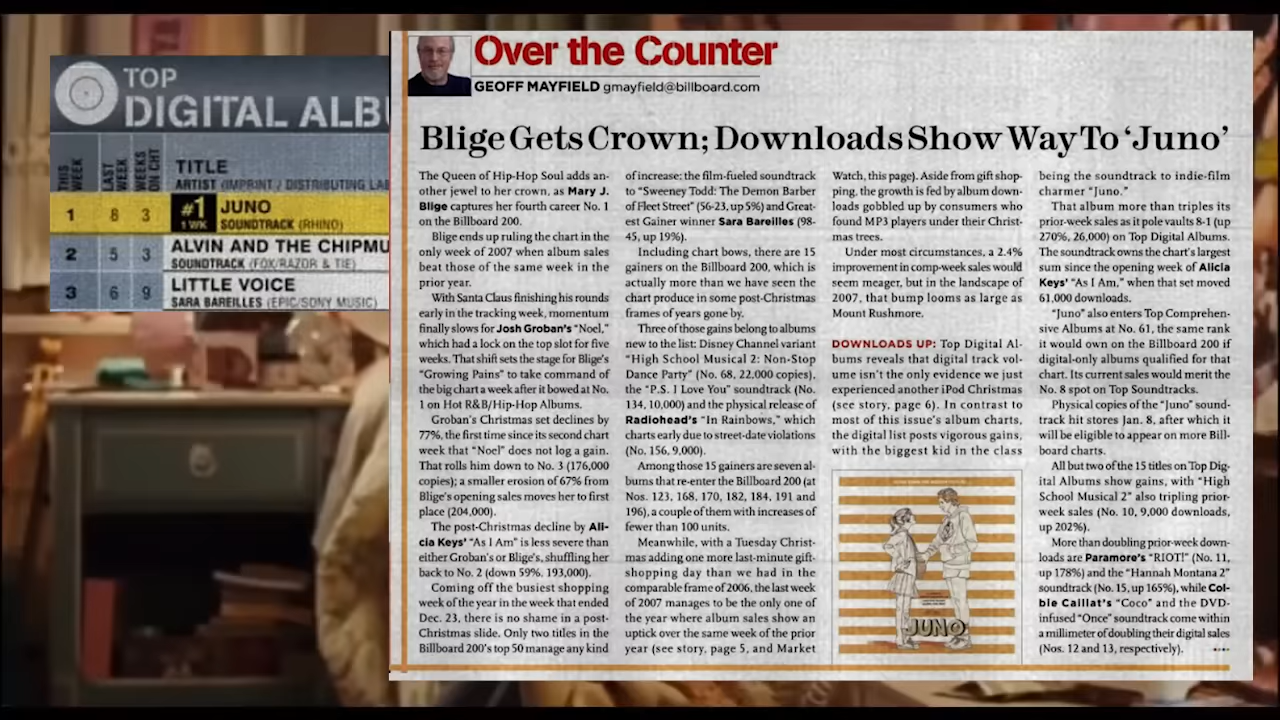 TOP
DIGITAL ALBU
THIS WEEK
LAST WEEK
WEEKS ON CHT
TITLE
ARTIST (IMPRINT / DISTRIBUTING LAB
1 8 3 #1 1 WK JUNO
SOUNDTRACK (RHINO)
2 5 3 ALVIN AND THE CHIPMU
SOUNDTRACK (FOX/RAZOR & TIE)
3 6 9 LITTLE VOICE
SARA BAREILLES (EPIC/SONY MUSIC)
Over the Counter
GEOFF MAYFIELD gmayfield@billboard.com
Blige Gets Crown; Downloads Show Way To ‘Juno’
The Queen of Hip-Hop Soul adds an-
other jewel to her crown, as Mary J.
Blige captures her fourth career No. 1
on the Billboard 200.
Blige ends up ruling the chart in the
only week of 2007 when album sales
beat those of the same week in the
prior year.
With Santa Claus finishing his rounds
early in the tracking week, momentum
finally slows for Josh Groban's "Noel,"
which had a lock on the top slot for five
weeks. That shift sets the stage for Blige's
"Growing Pains" to take command of
the big chart a week after it bowed at No.
1 on Hot R&B/Hip-Hop Albums.
Groban's Christmas set declines by
77%, the first time since its second chart
week that "Noel" does not log a gain.
That rolls him down to No. 3 (176,000
copies); a smaller erosion of 67% from
Blige's opening sales moves her to first
place (204,000).
The post-Christmas decline by Ali-
cia Keys' "As I Am" is less severe than
either Groban's or Blige's, shuffling her
back to No. 2 (down 59%, 193,000).
Coming off the busiest shopping
week of the year in the week that ended
Dec. 23, there is no shame in a post-
Christmas slide. Only two titles in the
Billboard 200's top 50 manage any kind
of increase: the film-fueled soundtrack
to "Sweeney Todd: The Demon Barber
of Fleet Street" (56-23, up 5%) and Great-
est Gainer winner Sara Bareilles (98-
45, up 19%).
Including chart bows, there are 15
gainers on the Billboard 200, which is
actually more than we have seen the
chart produce in some post-Christmas
frames of years gone by.
Three of those gains belong to albums
new to the list: Disney Channel variant
"High School Musical 2: Non-Stop
Dance Party" (No. 68, 22,000 copies),
the "P.S. I Love You" soundtrack (No.
134, 10,000) and the physical release of
Radiohead's "In Rainbows," which
charts early due to street-date violations
(No. 156, 9,000).
Among those 15 gainers are seven al-
bums that re-enter the Billboard 200 (at
Nos. 123, 168, 170, 182, 184, 191 and
196), a couple of them with increases of
fewer than 100 units.
Meanwhile, with a Tuesday Christ-
mas adding one more last-minute gift-
shopping day than we had in the
comparable frame of 2006, the last week
of 2007 manages to be the only one of
the year where album sales show an
uptick over the same week of the prior
year (see story, page 5, and Market
Watch, this page). Aside from gift shop-
ping, the growth is fed by album down-
loads gobbled up by consumers who
found MP3 players under their Christ-
mas trees.
Under most circumstances, a 2.4%
improvement in comp-week sales would
seem meager, but in the landscape of
2007, that bump looms as large as
Mount Rushmore.
DOWNLOADS UP: Top Digital Al-
bums reveals that digital track vol-
ume isn't the only evidence we just
experienced another iPod Christmas
(see story, page 6). In contrast to
most of this issue's album charts,
the digital list posts vigorous gains,
with the biggest kid in the class
JUNO
being the soundtrack to indie-film
charmer "Juno."
That album more than triples its
prior-week sales as it pole vaults 8-1 (up
270%, 26,000) on Top Digital Albums.
The soundtrack owns the chart's largest
sum since the opening week of Alicia
Keys' "As I Am," when that set moved
61,000 downloads.
"Juno" also enters Top Comprehen-
sive Albums at No. 61, the same rank
it would own on the Billboard 200 if
digital-only albums qualified for that
chart. Its current sales would merit the
No. 8 spot on Top Soundtracks.
Physical copies of the "Juno" sound-
track hit stores Jan. 8, after which it
will be eligible to appear on more Bill-
board charts.
All but two of the 15 titles on Top Dig-
ital Albums show gains, with "High
School Musical 2" also tripling prior-
week sales (No. 10, 9,000 downloads,
up 202%).
More than doubling prior-week down-
loads are Paramore's "RIOT!" (No. 11,
up 178%) and the "Hannah Montana 2"
soundtrack (No. 15, up 165%), while Col-
bie Caillat's "Coco" and the DVD-
infused "Once" soundtrack come within
a millimeter of doubling their digital sales
(Nos. 12 and 13, respectively).